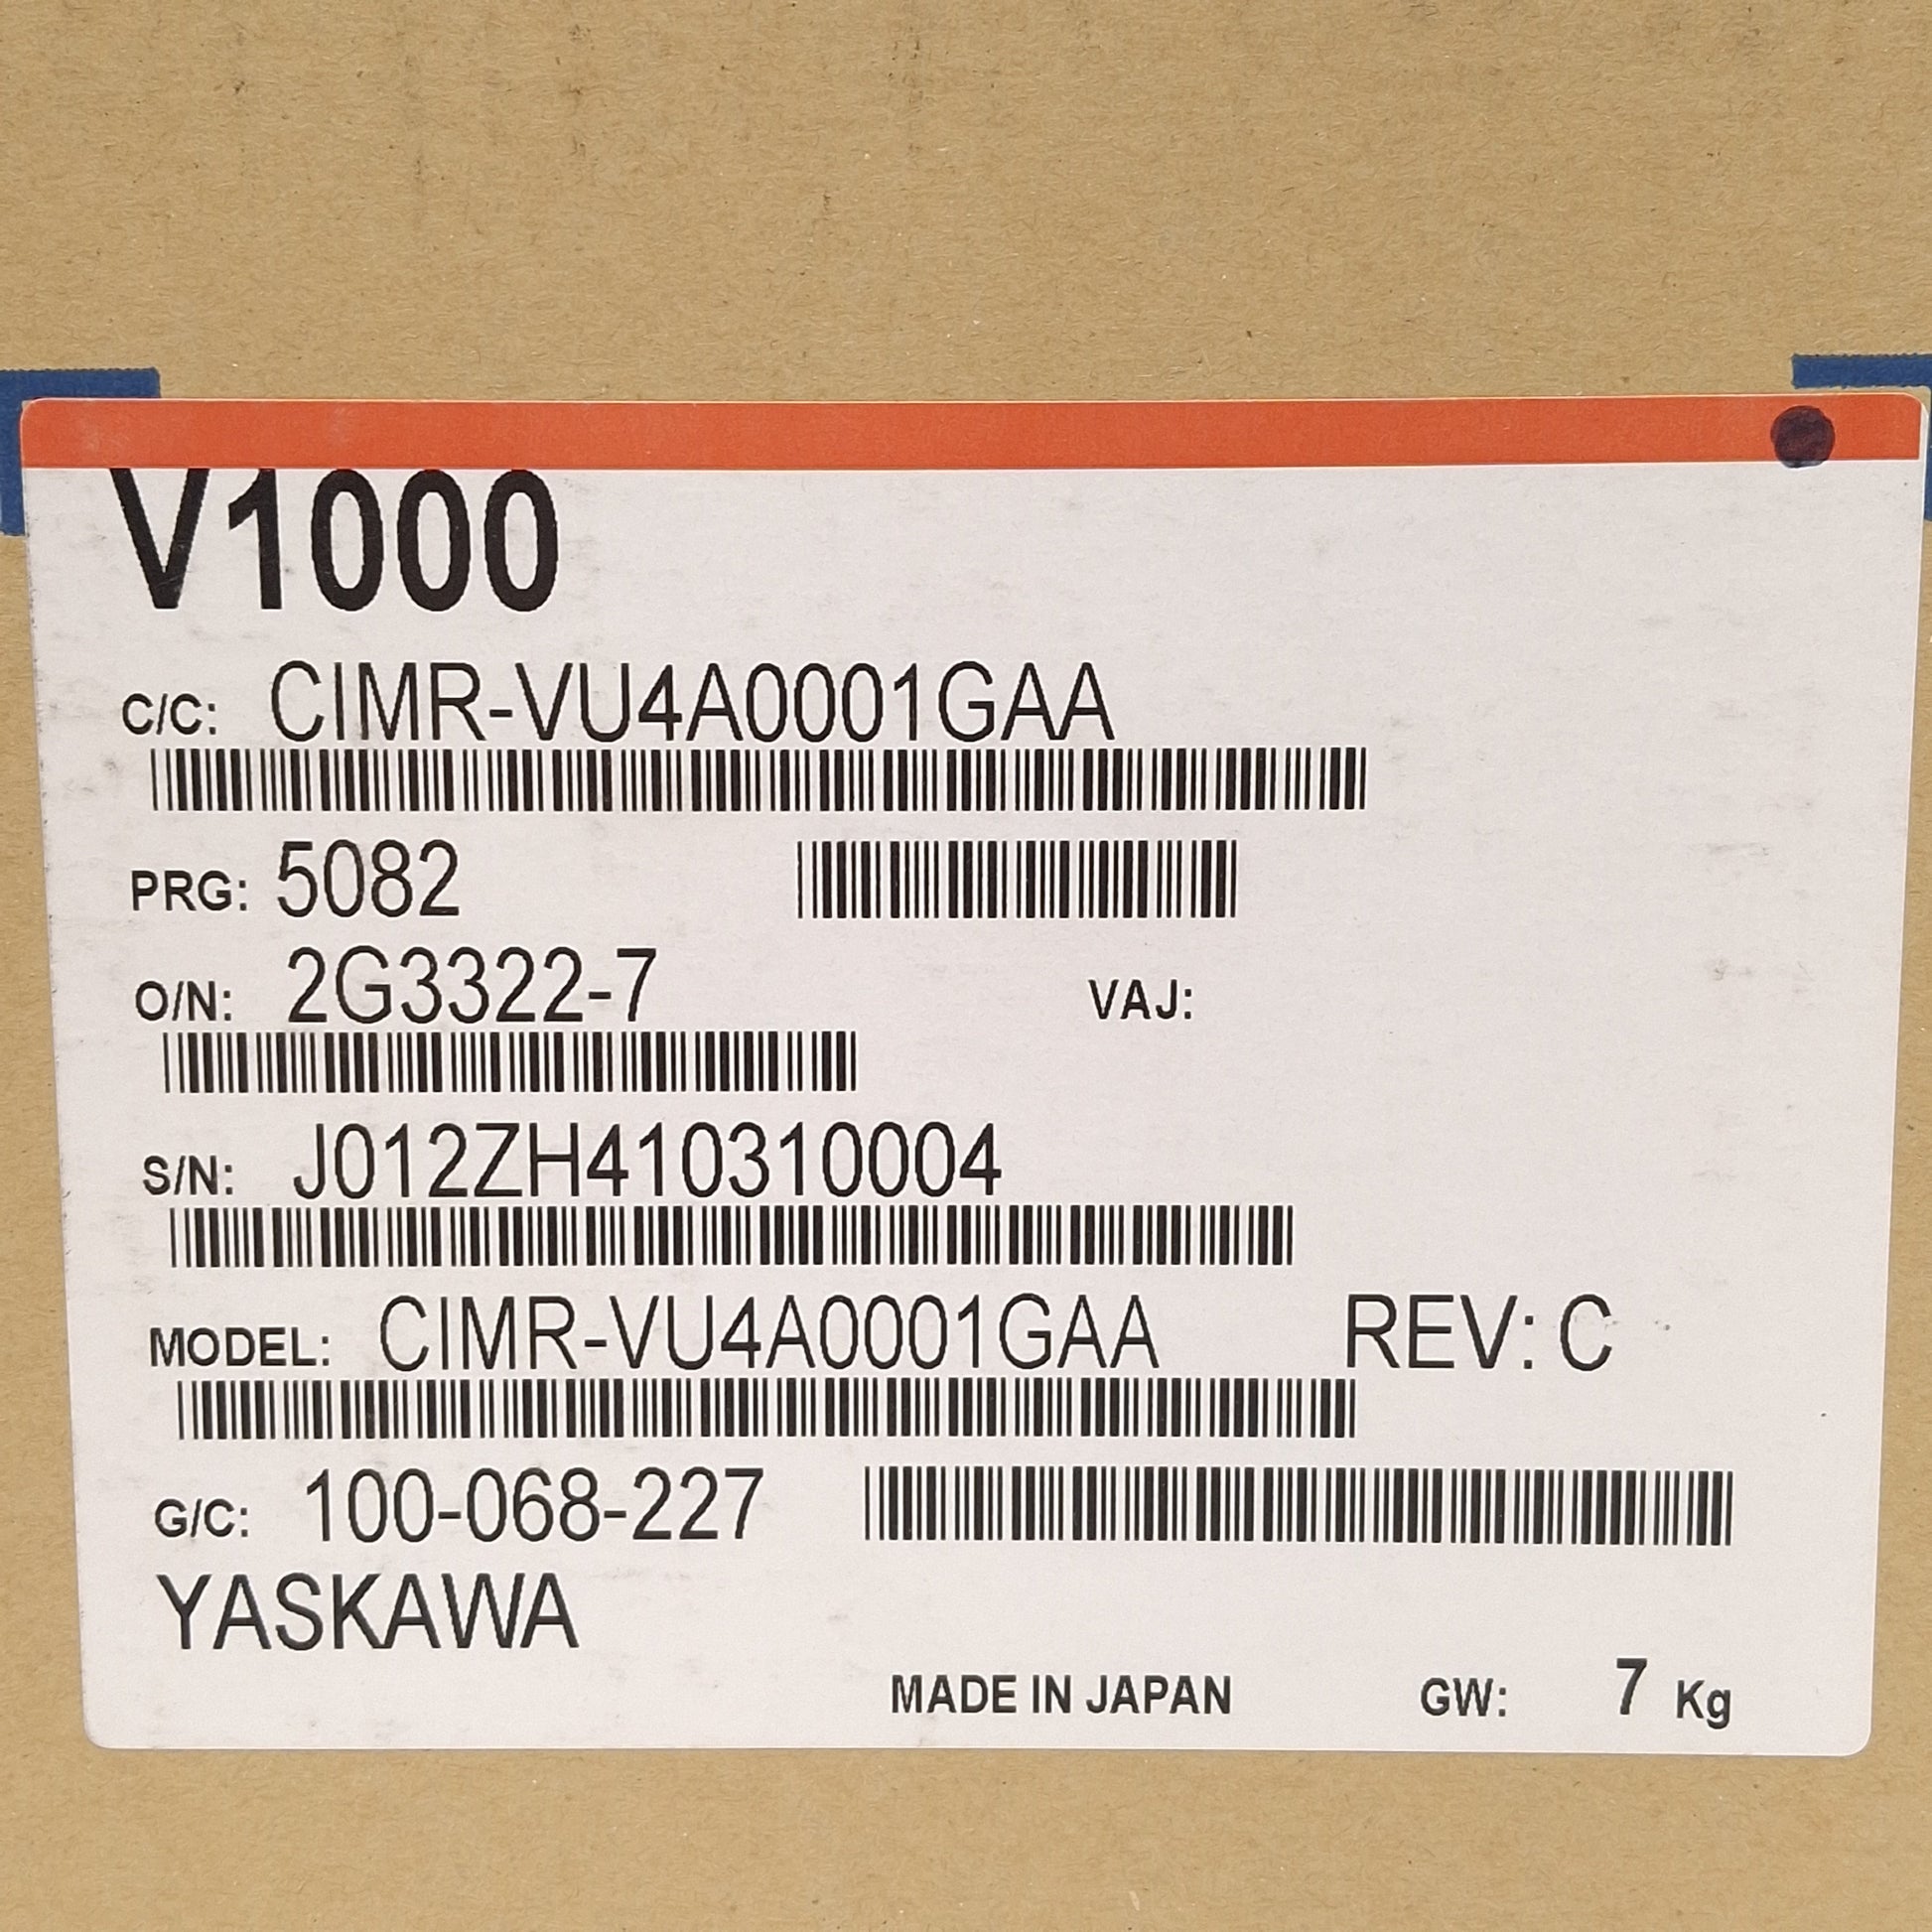 V1000
C/C: CIMR-VU4A0001GAA
PRG: 5082
O/N: 2G3322-7 VAJ:
S/N: J012ZH410310004
MODEL: CIMR-VU4A0001GAA REV: C
G/C: 100-068-227
YASKAWA
MADE IN JAPAN GW: 7 Kg